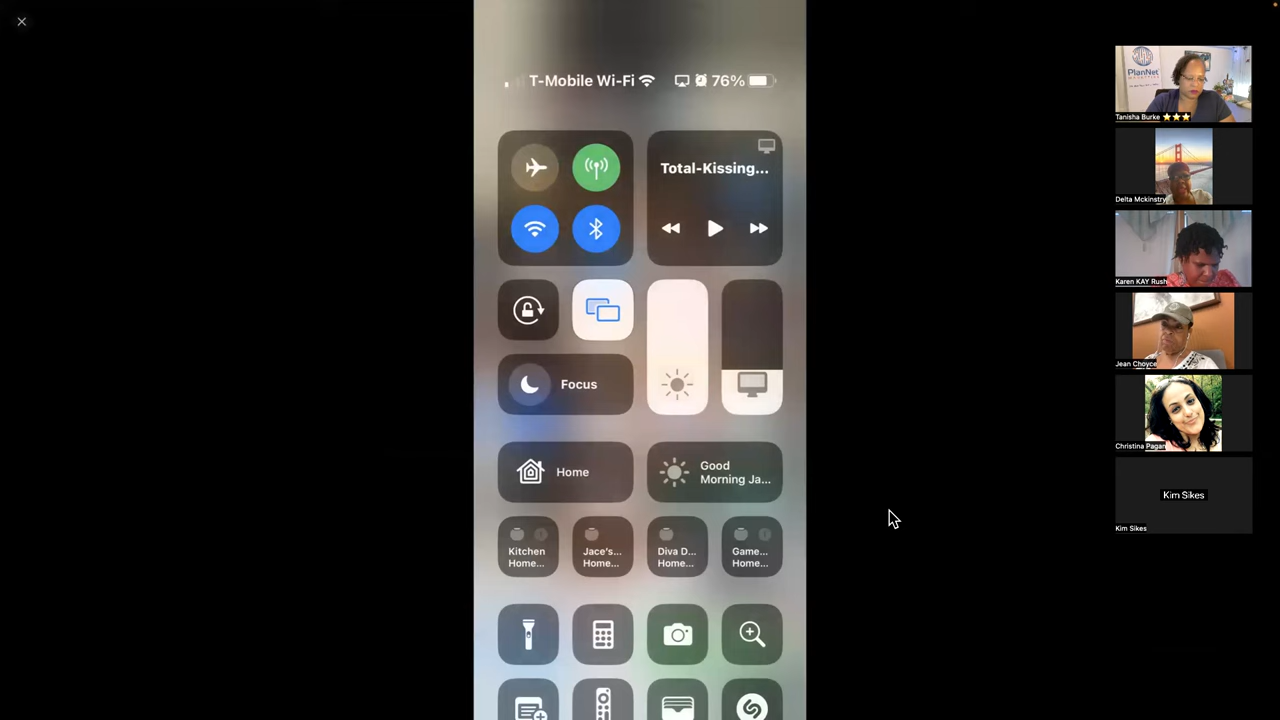 T-Mobile Wi-Fi 76%
Total-Kissing...
Focus
Home
Good
Morning Ja...
Kitchen
Home...
Jace's...
Home...
Diva D...
Home...
Game...
Home...
PlanNet
Tanisha Burke
Delta Mckinstry
Karen KAY Rush
Jean Choyce
Christina Pagan
Kim Sikes
Kim Sikes